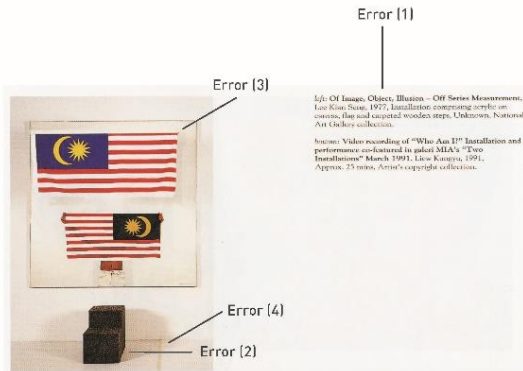 Error (1)
Error (3)
left: Of Image, Object, Illusion – Off Series Measurement,
Lee Kian Seng, 1977, Installation comprising acrylic on
canvas, flag and carpeted wooden steps, Unknown, National
Art Gallery collection.
Video recording of "Who Am I?" Installation and
performance co-featured in galeri MIA's "Two
Installations" March 1991, Liew Kungyu, 1991,
Approx. 25 mins, Artist's copyright collection.
Error (4)
Error (2)